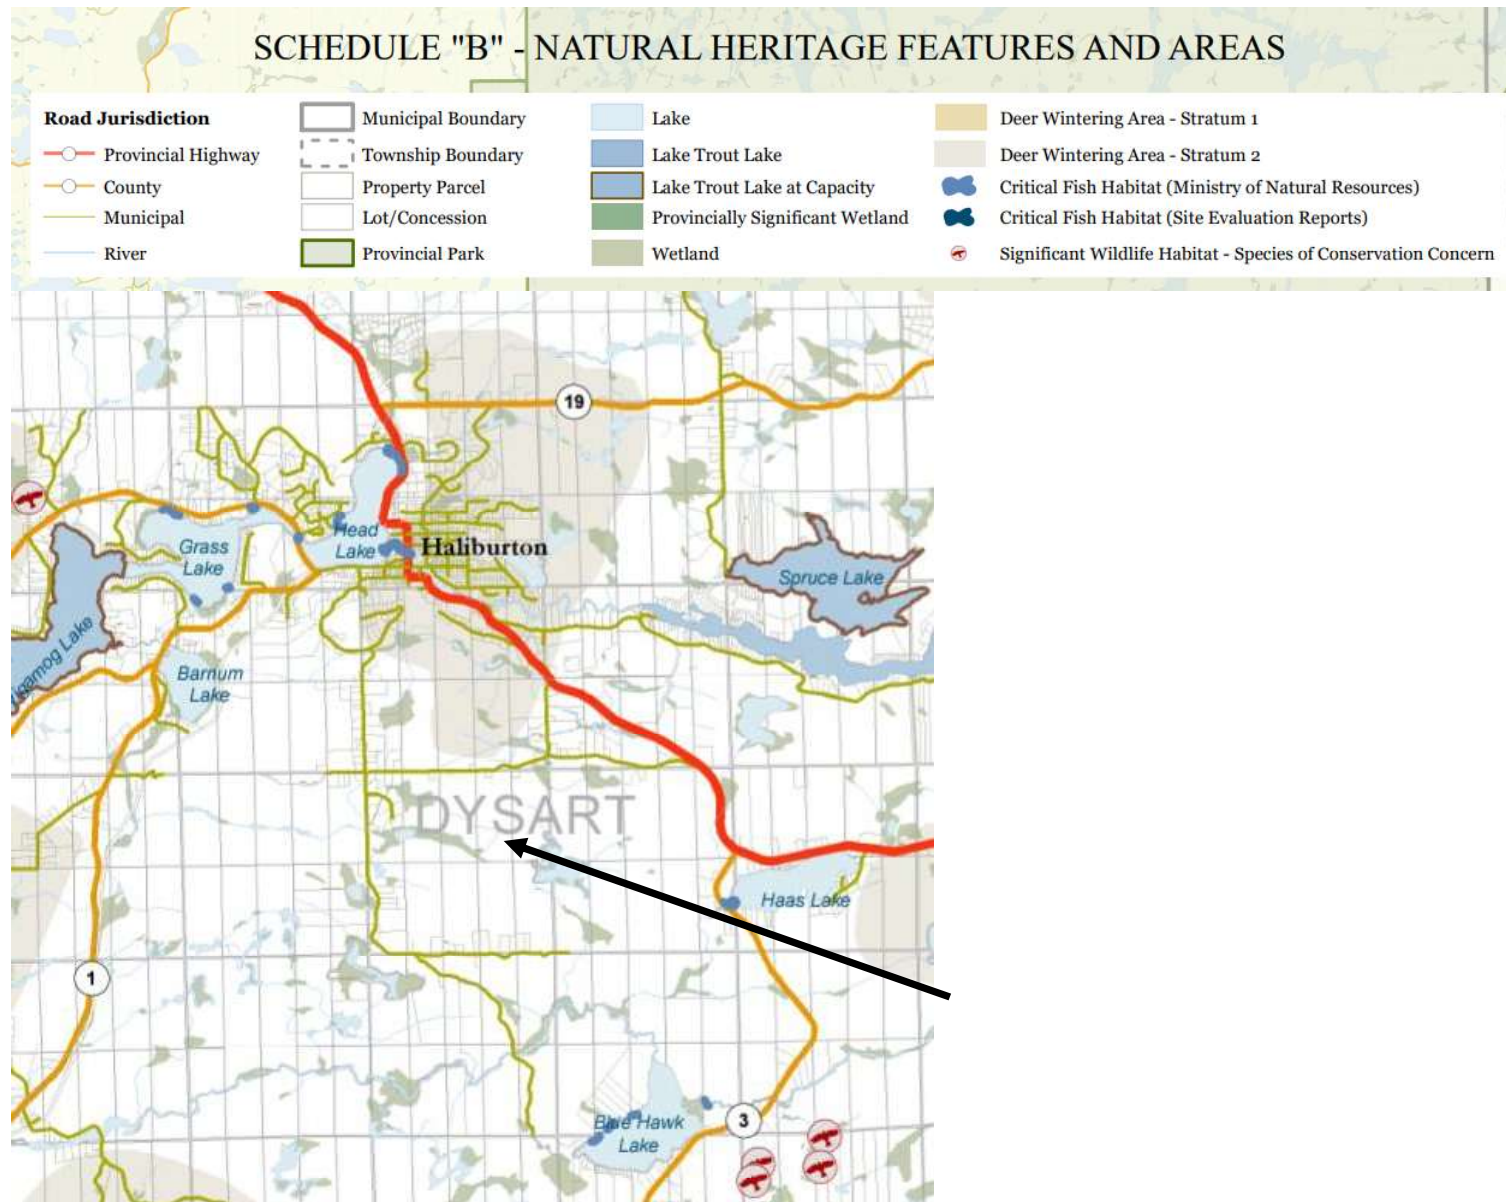 SCHEDULE "B" - NATURAL HERITAGE FEATURES AND AREAS
Road Jurisdiction
Provincial Highway
County
Municipal
River
Municipal Boundary
Township Boundary
Property Parcel
Lot/Concession
Provincial Park
Lake
Lake Trout Lake
Lake Trout Lake at Capacity
Provincially Significant Wetland
Wetland
Deer Wintering Area - Stratum 1
Deer Wintering Area - Stratum 2
Critical Fish Habitat (Ministry of Natural Resources)
Critical Fish Habitat (Site Evaluation Reports)
Significant Wildlife Habitat - Species of Conservation Concern
19
Head
Lake
Haliburton
Grass
Lake
Spruce Lake
Lake
Barnum
Lake
DYSART
Haas Lake
1
Blue Hawk
Lake
3